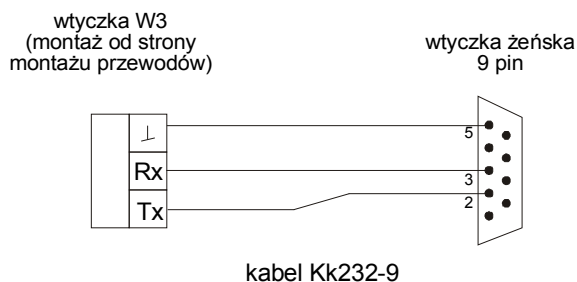 wtyczka W3
(montaż od strony
montażu przewodów)
wtyczka żeńska
9 pin
⊥
5
Rx
3
Tx
2
kabel Kk232-9